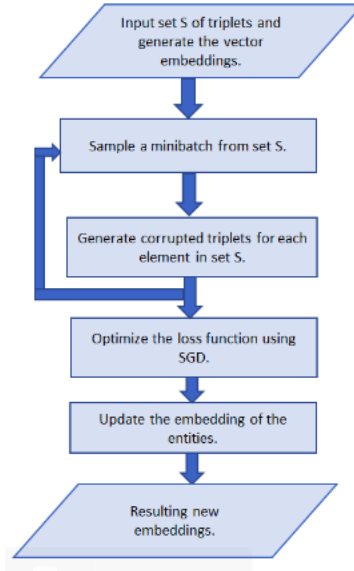 Input set S of triplets and
generate the vector
embeddings.
Sample a minibatch from set S.
Generate corrupted triplets for each
element in set S.
Optimize the loss function using
SGD.
Update the embedding of the
entities.
Resulting new
embeddings.